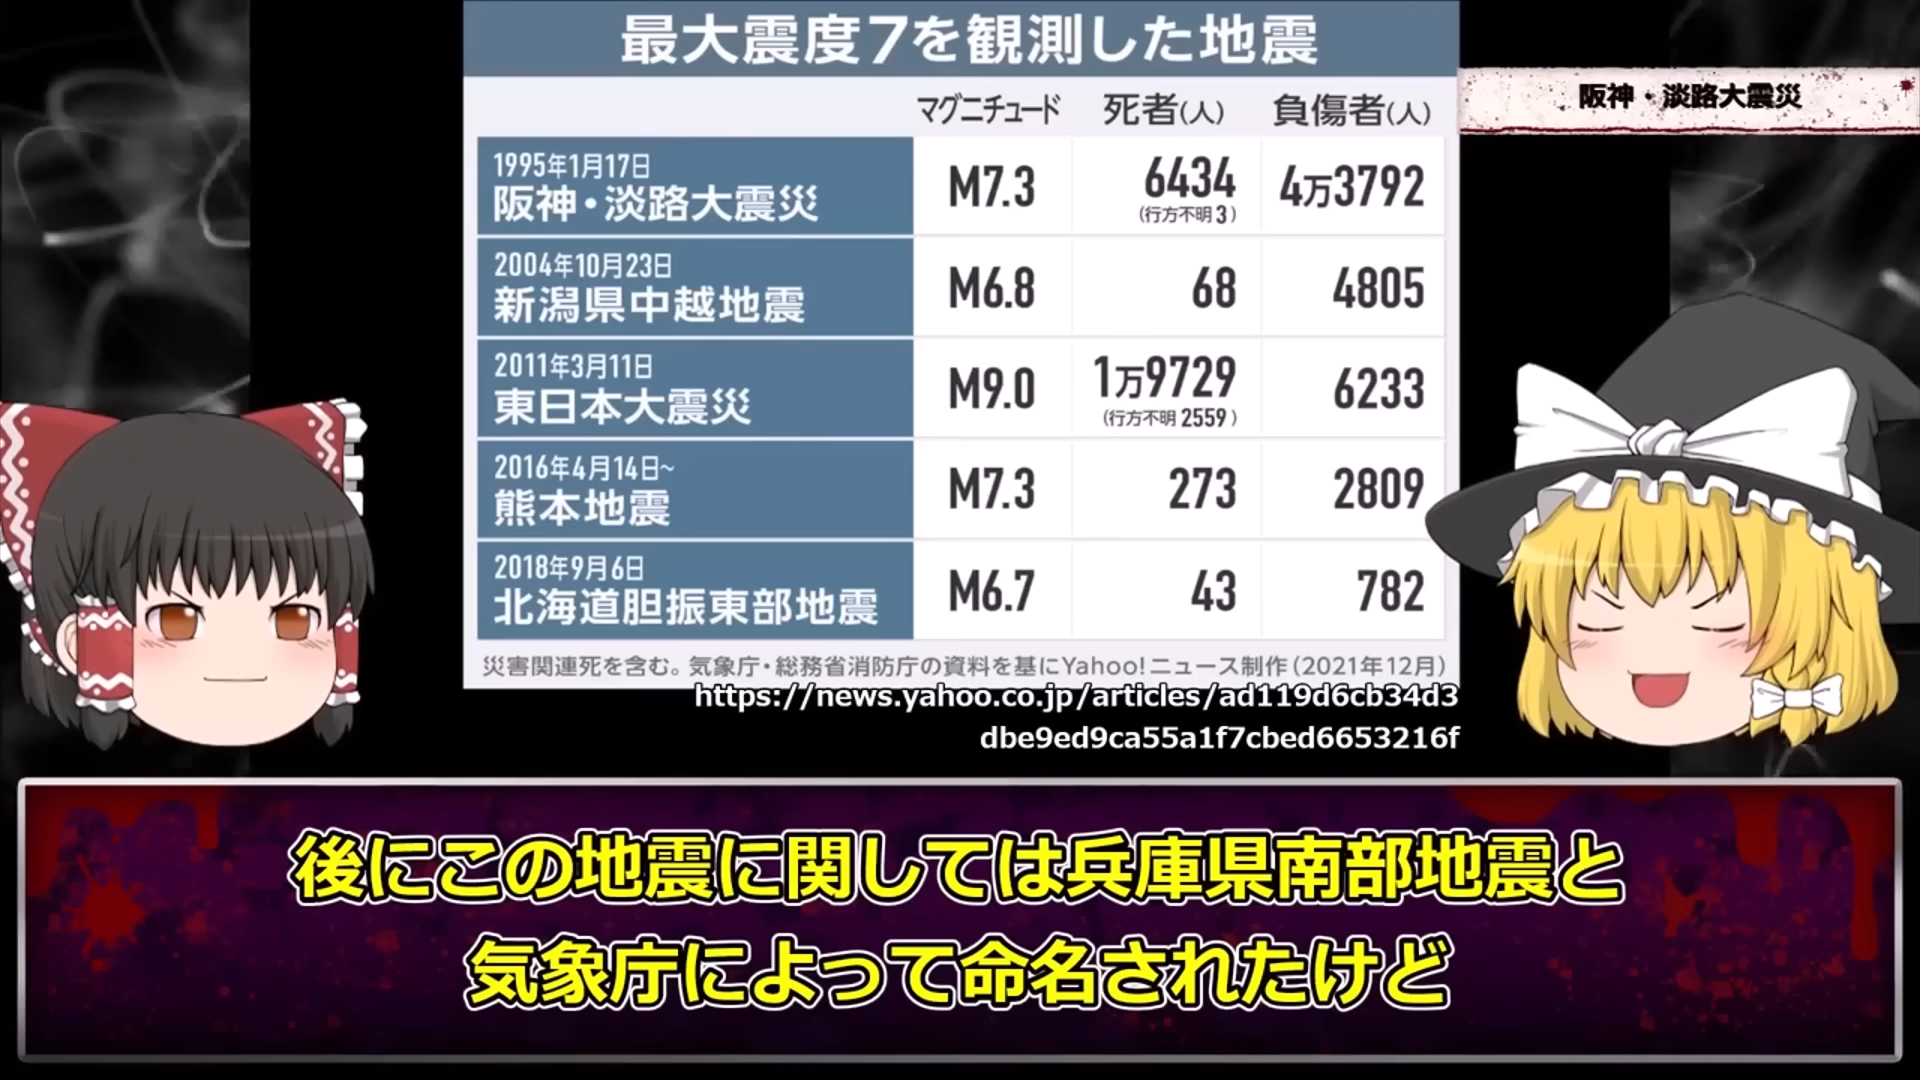 最大震度7を観測した地震
阪神・淡路大震災
マグニチュード 死者(人) 負傷者(人)
1995年1月17日
阪神・淡路大震災 M7.3 6434 4万3792
(行方不明3)
2004年10月23日
新潟県中越地震 M6.8 68 4805
2011年3月11日
東日本大震災 M9.0 1万9729 6233
(行方不明2559)
2016年4月14日~
熊本地震 M7.3 273 2809
2018年9月6日
北海道胆振東部地震 M6.7 43 782
災害関連死を含む。気象庁・総務省消防庁の資料を基にYahoo!ニュース制作(2021年12月)
https://news.yahoo.co.jp/articles/ad119d6cb34d3
dbe9ed9ca55a1f7cbed6653216f
後にこの地震に関しては兵庫県南部地震と
気象庁によって命名されたけど